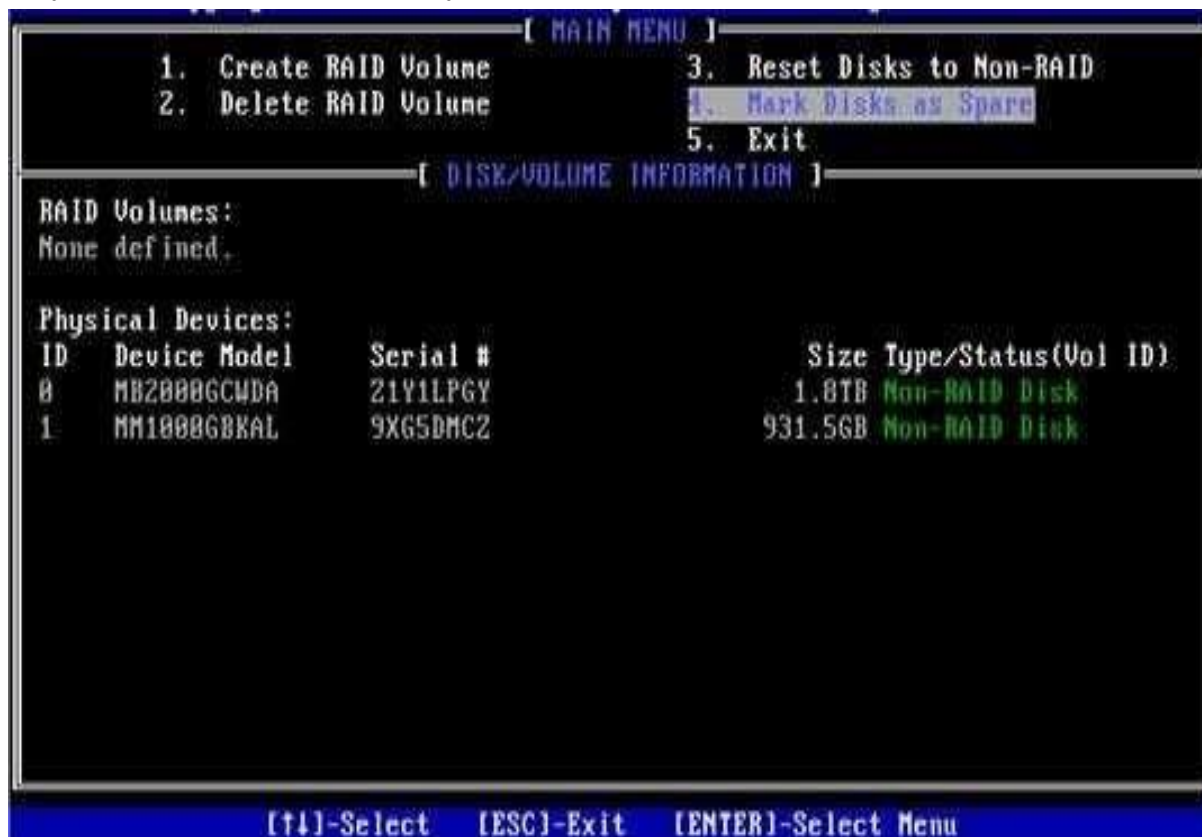 [ MAIN MENU ]
1. Create RAID Volume
2. Delete RAID Volume
3. Reset Disks to Non-RAID
4. Mark Disks as Spare
5. Exit
[ DISK/VOLUME INFORMATION ]
RAID Volumes:
None defined.
Physical Devices:
ID Device Model Serial # Size Type/Status(Vol ID)
0 MB2000GCWDA Z1Y1LPGY 1.8TB Non-RAID Disk
1 MM1000GBKAL 9XG5DMCZ 931.5GB Non-RAID Disk
[↑↓]-Select [ESC]-Exit [ENTER]-Select Menu